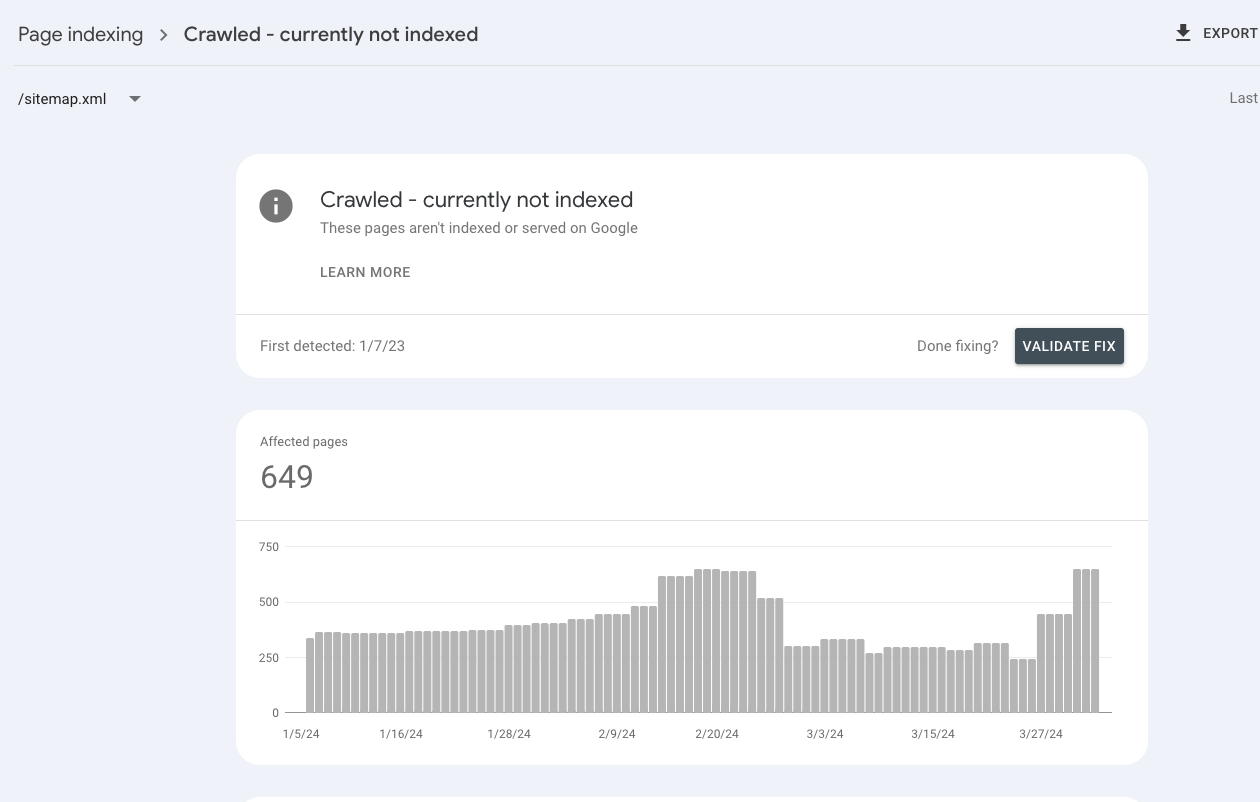 Page indexing > Crawled - currently not indexed
EXPORT
/sitemap.xml
Last
Crawled - currently not indexed
These pages aren't indexed or served on Google
LEARN MORE
First detected: 1/7/23
Done fixing?
VALIDATE FIX
Affected pages
649
750
500
250
0
1/5/24 1/16/24 1/28/24 2/9/24 2/20/24 3/3/24 3/15/24 3/27/24